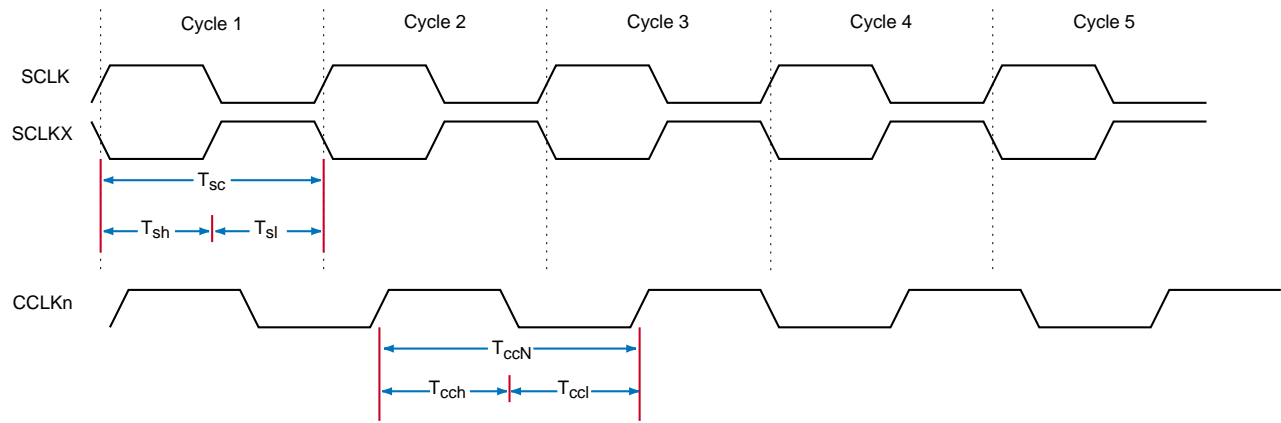 Cycle 1 Cycle 2 Cycle 3 Cycle 4 Cycle 5
SCLK
SCLKX
Tsc
Tsh Tsl
CCLKn
TccN
Tcch Tccl